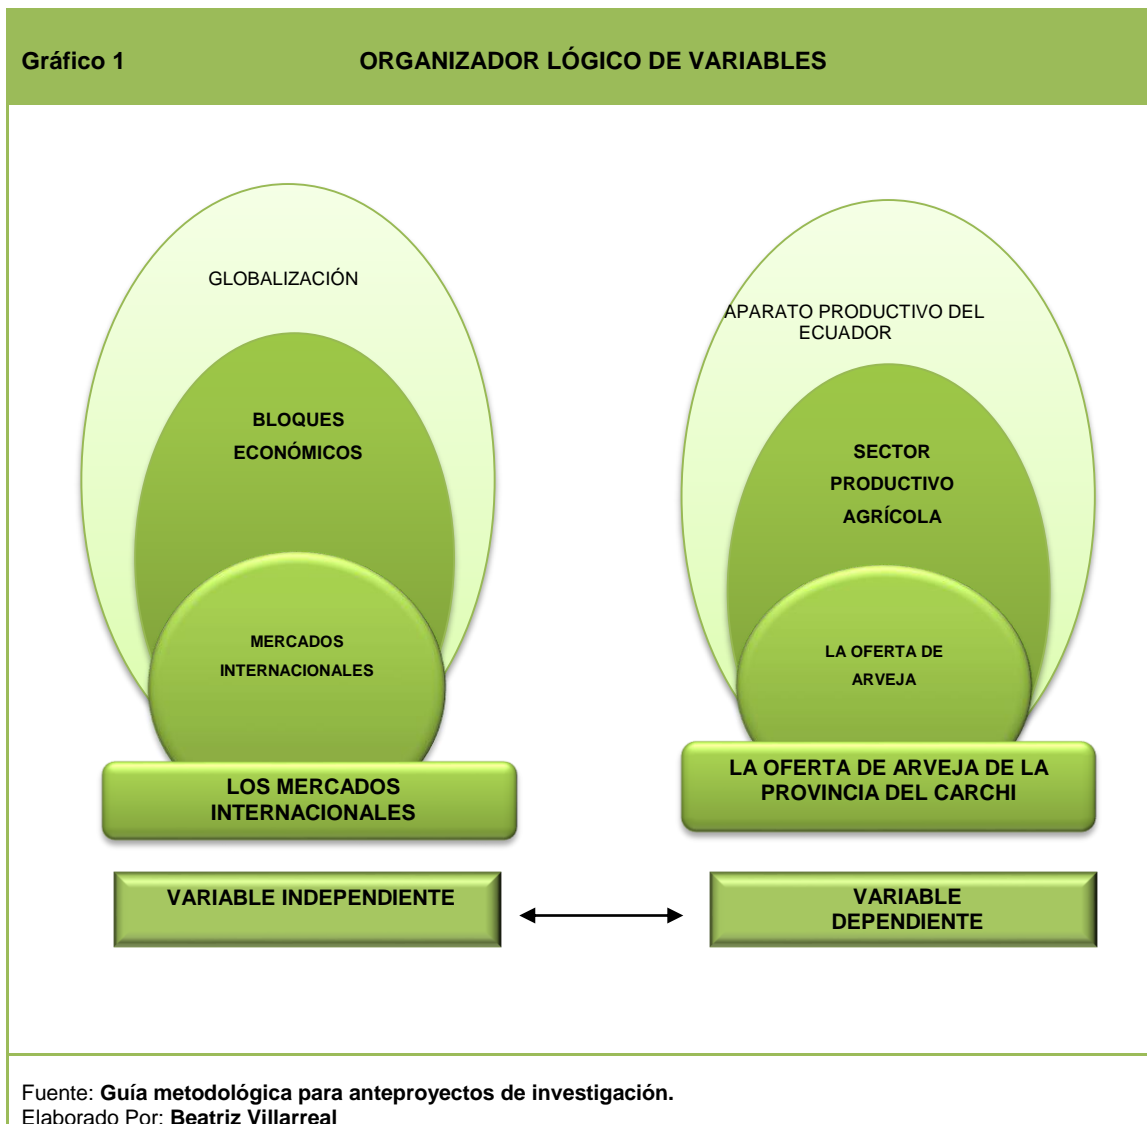 Gráfico 1 ORGANIZADOR LÓGICO DE VARIABLES
GLOBALIZACIÓN
BLOQUES
ECONÓMICOS
MERCADOS
INTERNACIONALES
LOS MERCADOS
INTERNACIONALES
VARIABLE INDEPENDIENTE
APARATO PRODUCTIVO DEL
ECUADOR
SECTOR
PRODUCTIVO
AGRÍCOLA
LA OFERTA DE
ARVEJA
LA OFERTA DE ARVEJA DE LA
PROVINCIA DEL CARCHI
VARIABLE
DEPENDIENTE
Fuente: Guía metodológica para anteproyectos de investigación.
Elaborado Por: Beatriz Villarreal